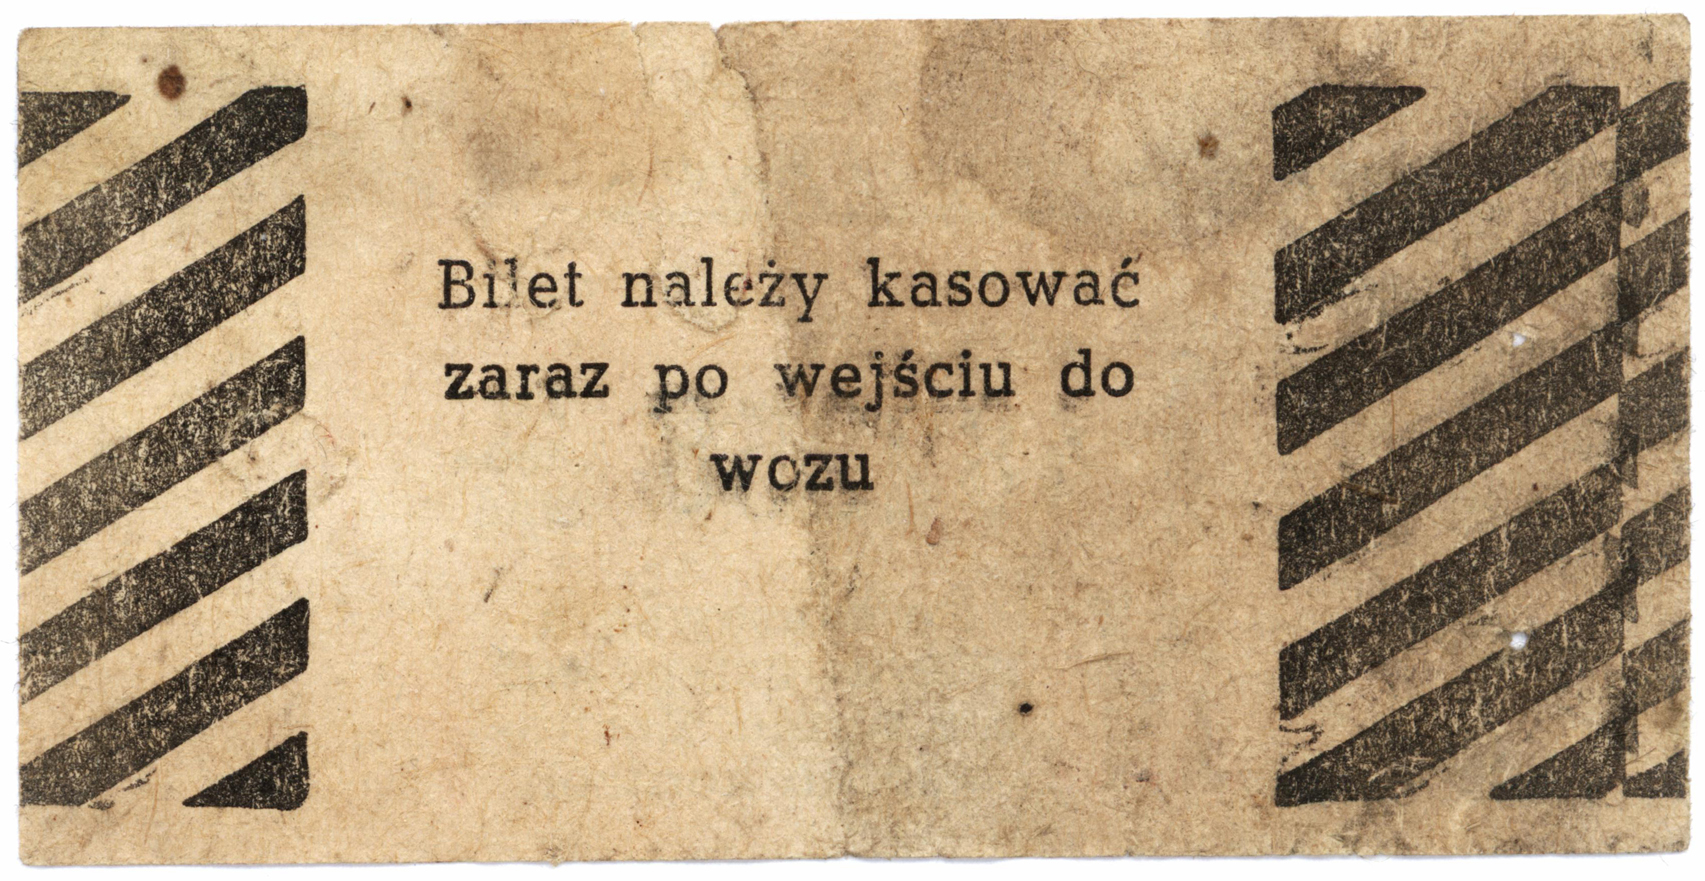 Bilet należy kasować
zaraz po wejściu do
wozu